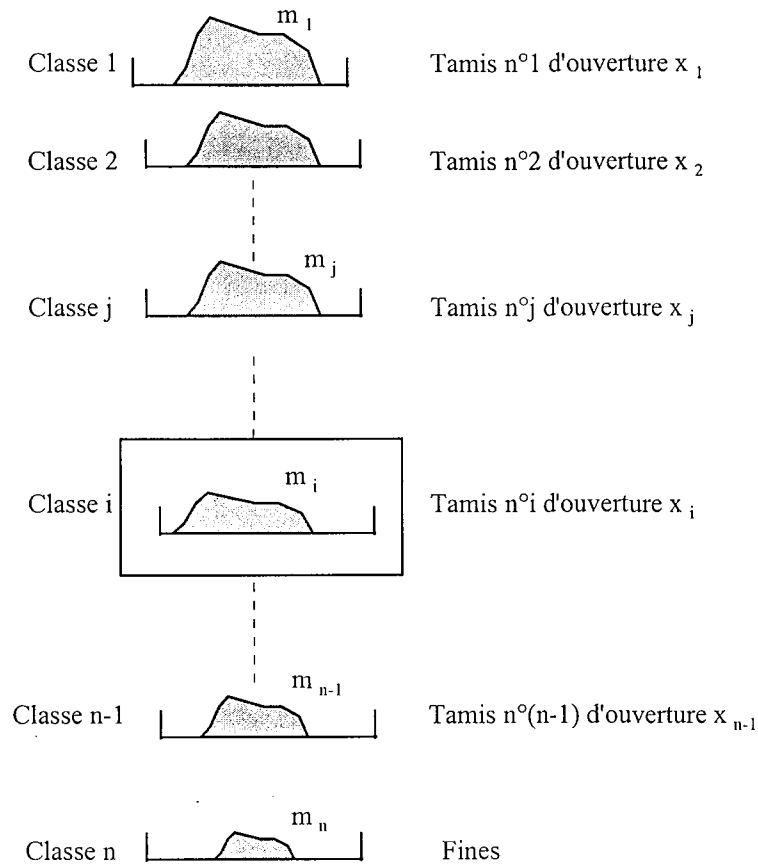 m 1
Classe 1 Tamis n°1 d'ouverture x 1
Classe 2 Tamis n°2 d'ouverture x 2
m j
Classe j Tamis n°j d'ouverture x j
m i
Classe i Tamis n°i d'ouverture x i
m n-1
Classe n-1 Tamis n°(n-1) d'ouverture x n-1
m n
Classe n Fines